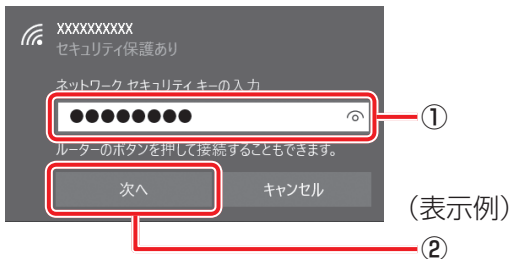 XXXXXXXXXX
セキュリティ保護あり
ネットワーク セキュリティ キーの入力
●●●●●●●●
①
ルーターのボタンを押して接続することもできます。
次へ
キャンセル
(表示例)
②